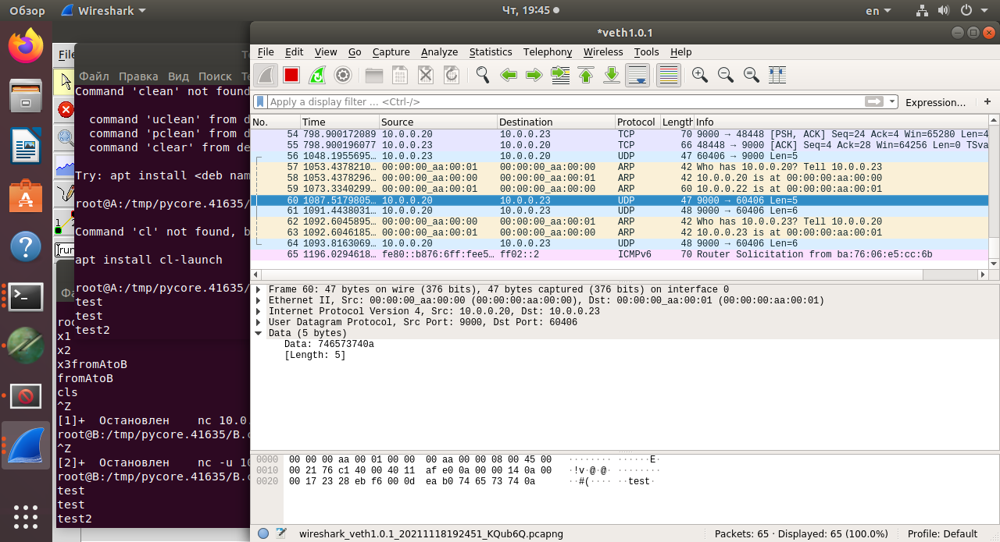 Обзор
Wireshark
Чт, 19:45
en
*veth1.0.1
File Edit View Go Capture Analyze Statistics Telephony Wireless Tools Help
Apply a display filter … <Ctrl-/>
Expression…
+
No. Time Source Destination Protocol Length Info
54 798.900172089 10.0.0.20 10.0.0.23 TCP 70 9000 → 48448 [PSH, ACK] Seq=24 Ack=4 Win=65280 Len=4
55 798.900196077 10.0.0.23 10.0.0.20 TCP 66 48448 → 9000 [ACK] Seq=4 Ack=28 Win=64256 Len=0 TSva
56 1048.1955695… 10.0.0.23 10.0.0.20 UDP 47 60406 → 9000 Len=5
57 1053.4378210… 00:00:00_aa:00:01 00:00:00_aa:00:00 ARP 42 Who has 10.0.0.20? Tell 10.0.0.23
58 1053.4378296… 00:00:00_aa:00:00 00:00:00_aa:00:01 ARP 42 10.0.0.20 is at 00:00:00:aa:00:00
59 1073.3340299… 00:00:00_aa:00:01 00:00:00_aa:00:00 ARP 60 10.0.0.22 is at 00:00:00:aa:00:01
60 1087.5179805… 10.0.0.20 10.0.0.23 UDP 47 9000 → 60406 Len=5
61 1091.4438031… 10.0.0.20 10.0.0.23 UDP 48 9000 → 60406 Len=6
62 1092.6045895… 00:00:00_aa:00:00 00:00:00_aa:00:01 ARP 42 Who has 10.0.0.23? Tell 10.0.0.20
63 1092.6046185… 00:00:00_aa:00:01 00:00:00_aa:00:00 ARP 42 10.0.0.23 is at 00:00:00:aa:00:01
64 1093.8163069… 10.0.0.20 10.0.0.23 UDP 48 9000 → 60406 Len=6
65 1196.0294618… fe80::b876:6ff:fee5… ff02::2 ICMPv6 70 Router Solicitation from ba:76:06:e5:cc:6b
Frame 60: 47 bytes on wire (376 bits), 47 bytes captured (376 bits) on interface 0
Ethernet II, Src: 00:00:00_aa:00:00 (00:00:00:aa:00:00), Dst: 00:00:00_aa:00:01 (00:00:00:aa:00:01)
Internet Protocol Version 4, Src: 10.0.0.20, Dst: 10.0.0.23
User Datagram Protocol, Src Port: 9000, Dst Port: 60406
Data (5 bytes)
Data: 746573740a
[Length: 5]
0000 00 00 00 aa 00 01 00 00 00 aa 00 00 08 00 45 00 ········ ······E·
0010 00 21 76 c1 40 00 40 11 af e0 0a 00 00 14 0a 00 ·!v·@·@· ········
0020 00 17 23 28 eb f6 00 0d ea b0 74 65 73 74 0a ··#(···· ··test·
wireshark_veth1.0.1_20211118192451_KQub6Q.pcapng
Packets: 65 · Displayed: 65 (100.0%)
Profile: Default
File
Файл Правка Вид Поиск Те
Command 'clean' not found
command 'uclean' from d
command 'pclean' from d
command 'clear' from de
Try: apt install <deb nam
root@A:/tmp/pycore.41635/
Command 'cl' not found, b
apt install cl-launch
root@A:/tmp/pycore.41635/
test
test
test2
run
Фа
roo
x1
x2
x3fromAtoB
fromAtoB
cls
^Z
[1]+ Остановлен nc 10.0.
root@B:/tmp/pycore.41635/B.c
^Z
[2]+ Остановлен nc -u 10
root@B:/tmp/pycore.41635/B.c
test
test
test2